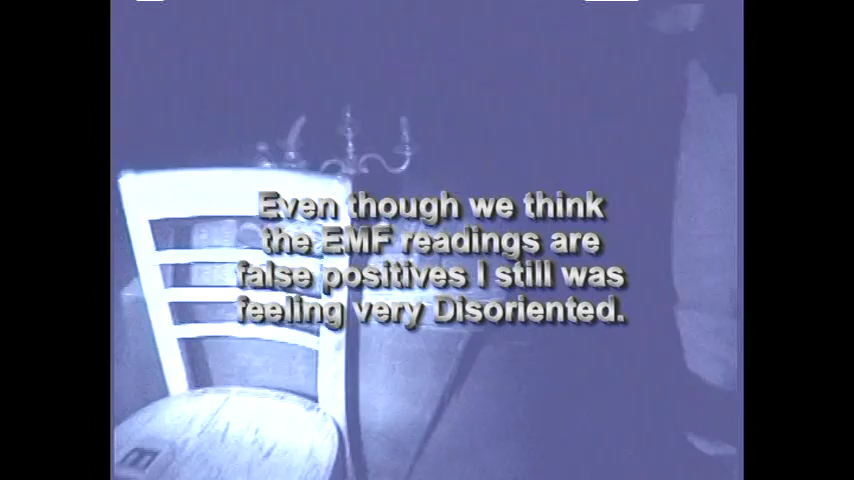 Even though we think
the EMF readings are
false positives I still was
feeling very Disoriented.